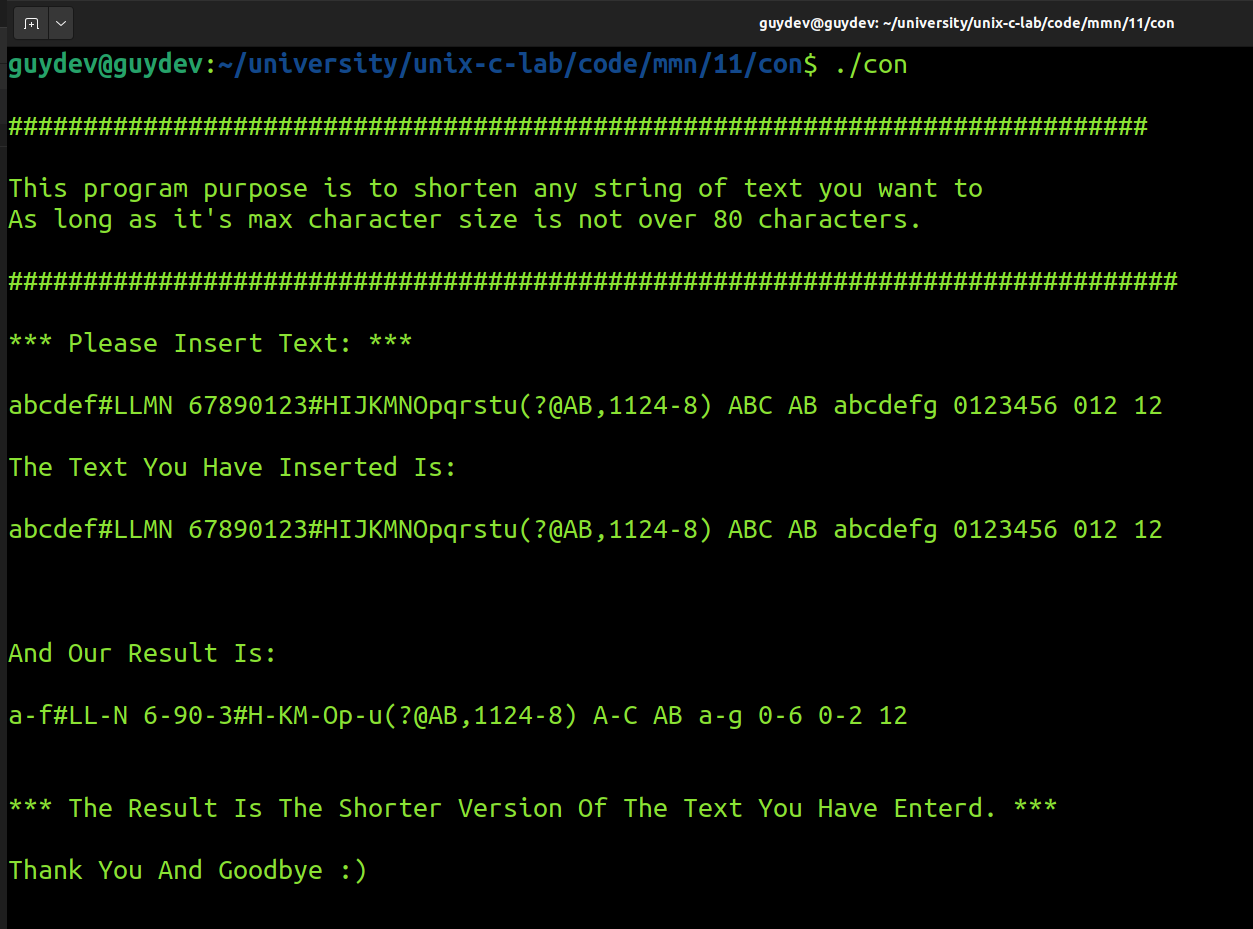 guydev@guydev: ~/university/unix-c-lab/code/mmn/11/con
guydev@guydev:~/university/unix-c-lab/code/mmn/11/con$ ./con
############################################################################
This program purpose is to shorten any string of text you want to
As long as it's max character size is not over 80 characters.
##############################################################################
*** Please Insert Text: ***
abcdef#LLMN 67890123#HIJKMNOpqrstu(?@AB,1124-8) ABC AB abcdefg 0123456 012 12
The Text You Have Inserted Is:
abcdef#LLMN 67890123#HIJKMNOpqrstu(?@AB,1124-8) ABC AB abcdefg 0123456 012 12
And Our Result Is:
a-f#LL-N 6-90-3#H-KM-Op-u(?@AB,1124-8) A-C AB a-g 0-6 0-2 12
*** The Result Is The Shorter Version Of The Text You Have Enterd. ***
Thank You And Goodbye :)